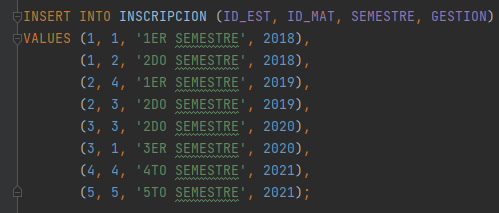 INSERT INTO INSCRIPCION (ID_EST, ID_MAT, SEMESTRE, GESTION)
VALUES (1, 1, '1ER SEMESTRE', 2018),
(1, 2, '2DO SEMESTRE', 2018),
(2, 4, '1ER SEMESTRE', 2019),
(2, 3, '2DO SEMESTRE', 2019),
(3, 3, '2DO SEMESTRE', 2020),
(3, 1, '3ER SEMESTRE', 2020),
(4, 4, '4TO SEMESTRE', 2021),
(5, 5, '5TO SEMESTRE', 2021);